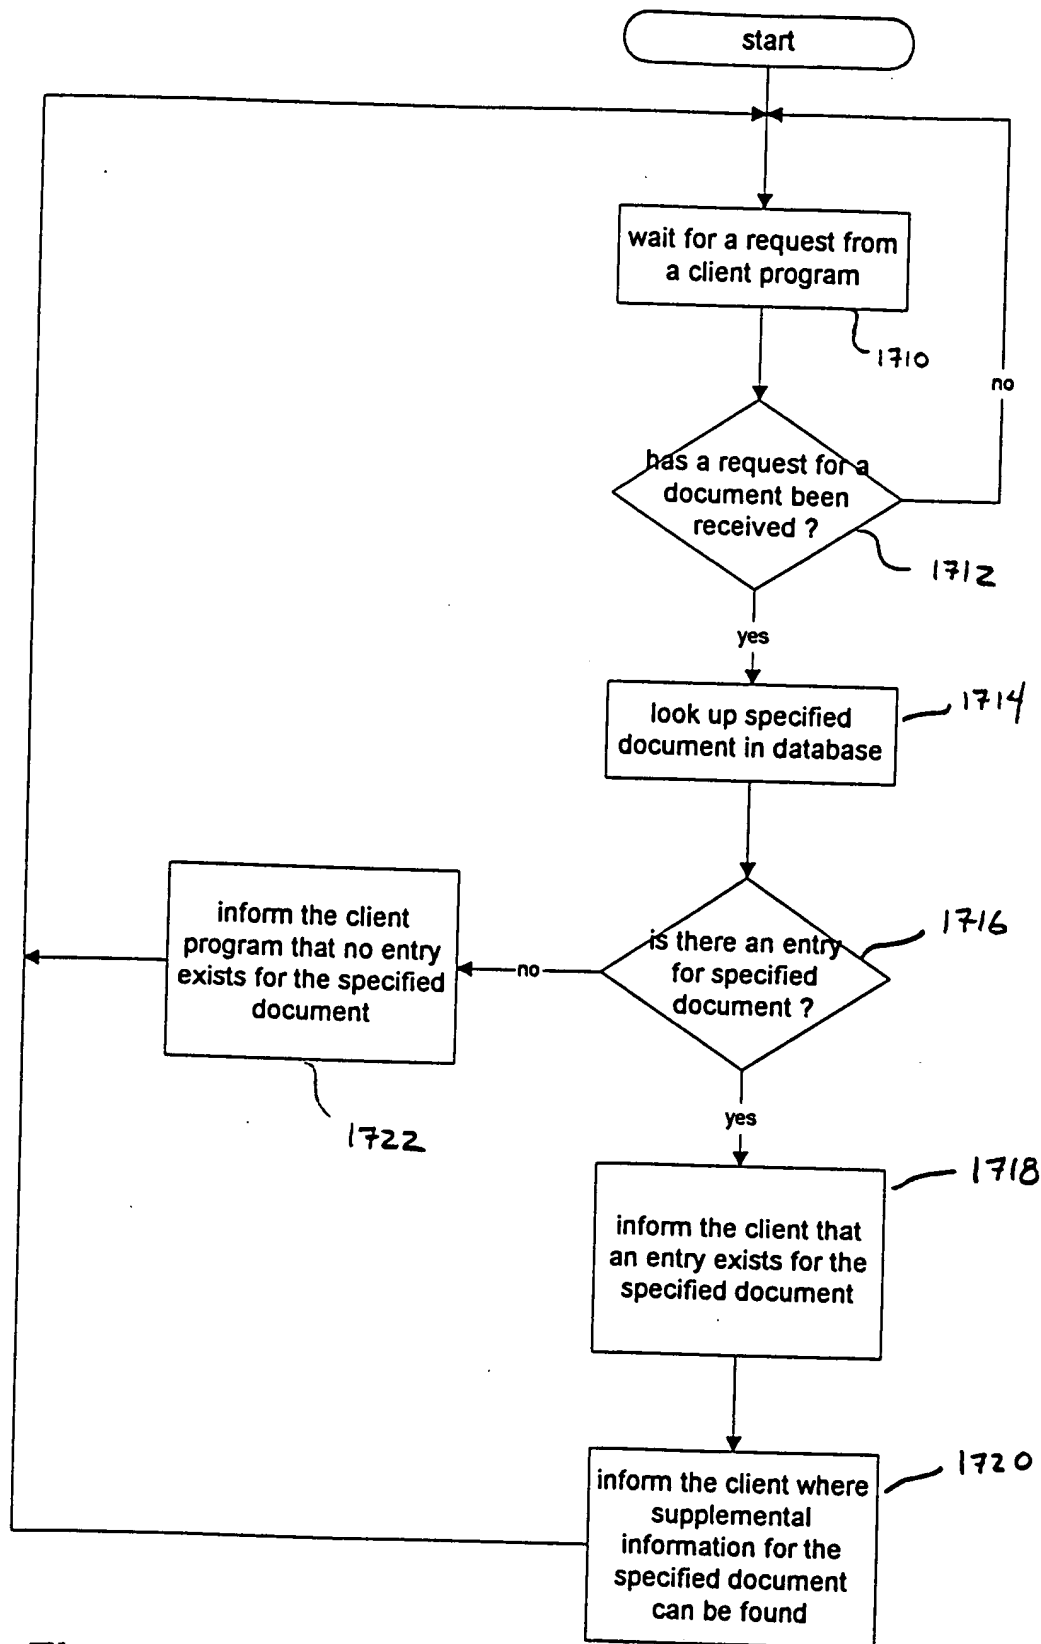 start
wait for a request from
a client program
1710
no
has a request for a
document been
received ?
1712
yes
look up specified
document in database
1714
is there an entry
for specified
document ?
1716
no
inform the client
program that no entry
exists for the specified
document
1722
yes
inform the client that
an entry exists for the
specified document
1718
inform the client where
supplemental
information for the
specified document
can be found
1720